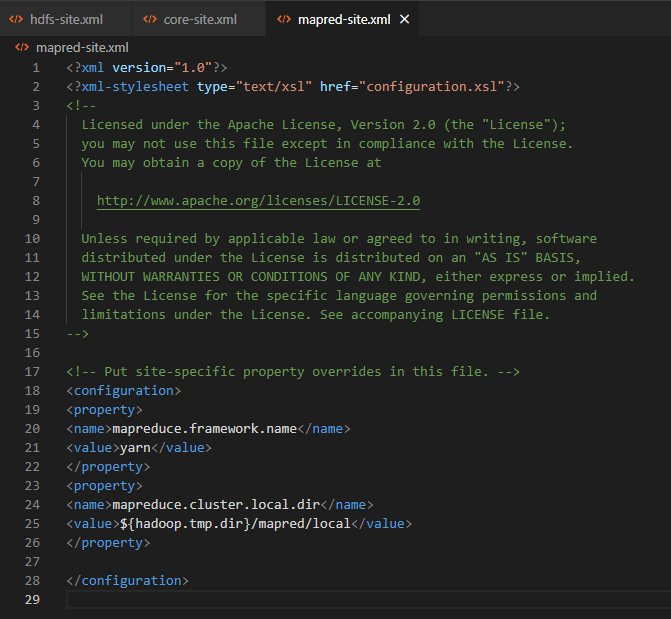 hdfs-site.xml core-site.xml mapred-site.xml
mapred-site.xml
1 <?xml version="1.0"?>
2 <?xml-stylesheet type="text/xsl" href="configuration.xsl"?>
3 <!--
4 Licensed under the Apache License, Version 2.0 (the "License");
5 you may not use this file except in compliance with the License.
6 You may obtain a copy of the License at
7
8 http://www.apache.org/licenses/LICENSE-2.0
9
10 Unless required by applicable law or agreed to in writing, software
11 distributed under the License is distributed on an "AS IS" BASIS,
12 WITHOUT WARRANTIES OR CONDITIONS OF ANY KIND, either express or implied.
13 See the License for the specific language governing permissions and
14 limitations under the License. See accompanying LICENSE file.
15 -->
16
17 <!-- Put site-specific property overrides in this file. -->
18 <configuration>
19 <property>
20 <name>mapreduce.framework.name</name>
21 <value>yarn</value>
22 </property>
23 <property>
24 <name>mapreduce.cluster.local.dir</name>
25 <value>${hadoop.tmp.dir}/mapred/local</value>
26 </property>
27
28 </configuration>
29